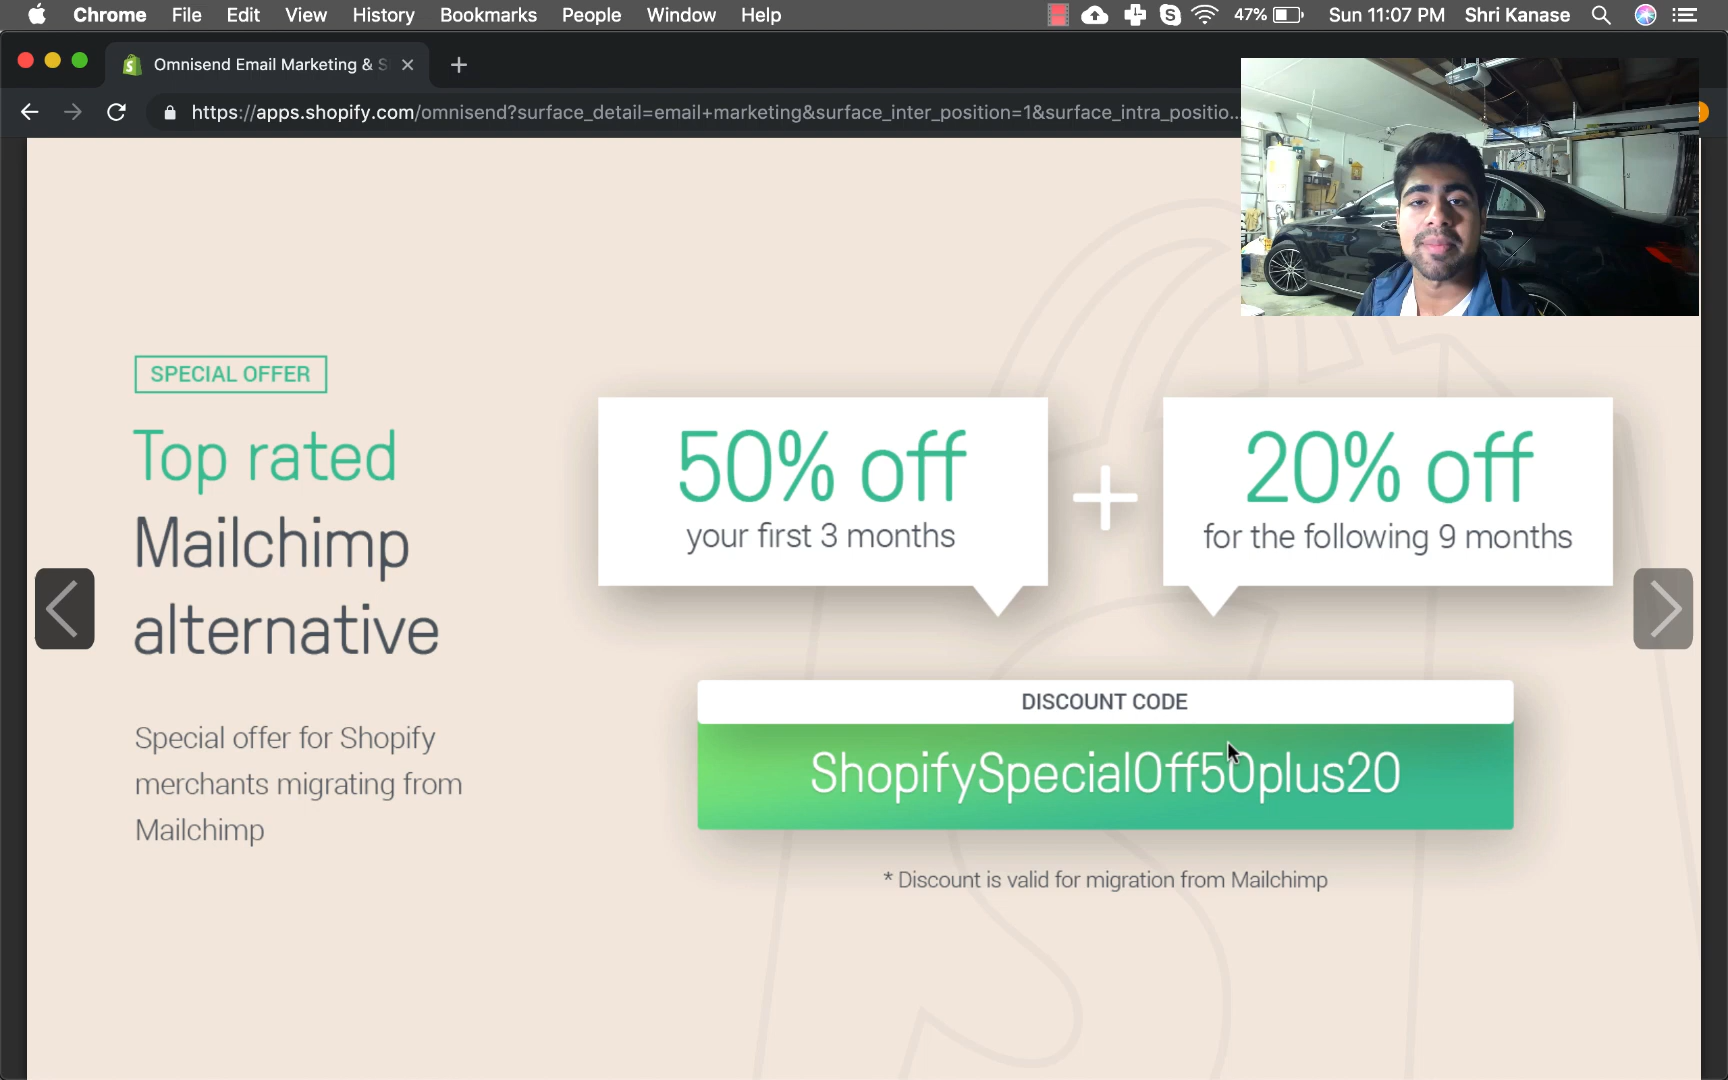 Chrome File Edit View History Bookmarks People Window Help 47% Sun 11:07 PM Shri Kanase
Omnisend Email Marketing & S
https://apps.shopify.com/omnisend?surface_detail=email+marketing&surface_inter_position=1&surface_intra_positio...
SPECIAL OFFER
Top rated
Mailchimp
alternative
Special offer for Shopify
merchants migrating from
Mailchimp
50% off
your first 3 months
+
20% off
for the following 9 months
DISCOUNT CODE
ShopifySpecialOff50plus20
* Discount is valid for migration from Mailchimp